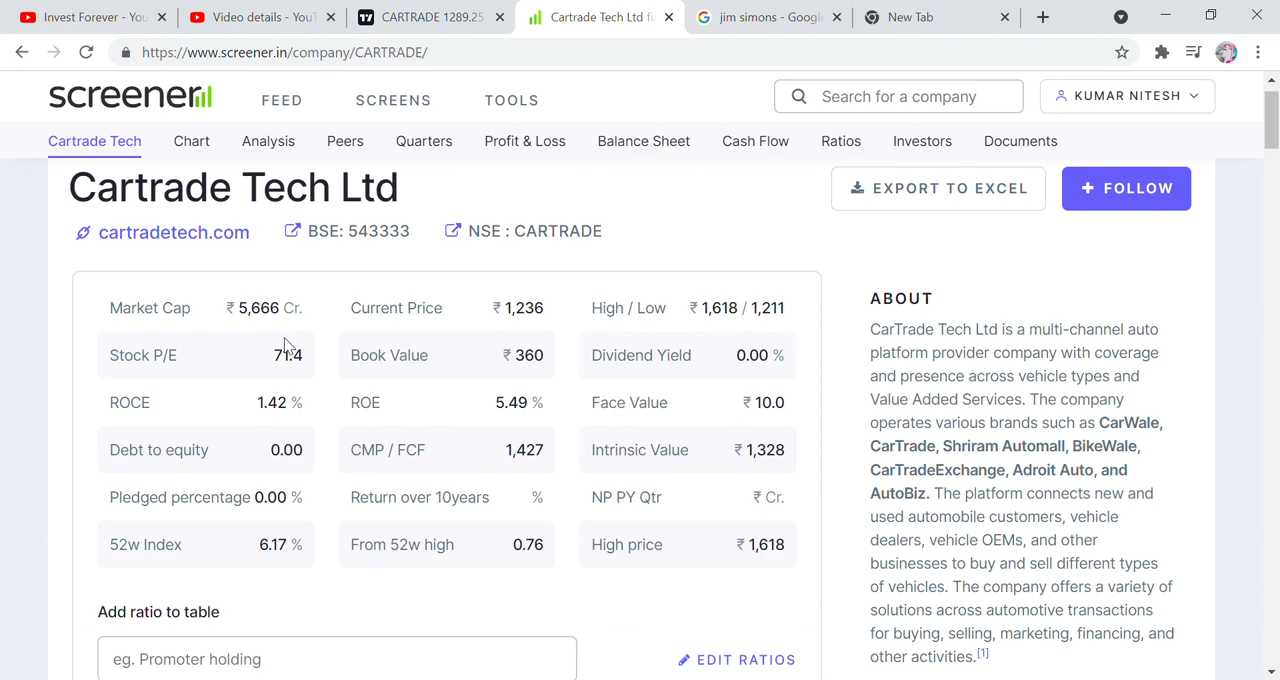 Invest Forever - You
Video details - YouT
CARTRADE 1289.25
Cartrade Tech Ltd fi
jim simons - Google
New Tab
https://www.screener.in/company/CARTRADE/
screener
FEED
SCREENS
TOOLS
Search for a company
KUMAR NITESH
Cartrade Tech
Chart
Analysis
Peers
Quarters
Profit & Loss
Balance Sheet
Cash Flow
Ratios
Investors
Documents
Cartrade Tech Ltd
EXPORT TO EXCEL
FOLLOW
cartradetech.com
BSE: 543333
NSE : CARTRADE
Market Cap ₹ 5,666 Cr.
Current Price ₹ 1,236
High / Low ₹ 1,618 / 1,211
Stock P/E
Book Value ₹ 360
Dividend Yield 0.00 %
ROCE 1.42 %
ROE 5.49 %
Face Value ₹ 10.0
Debt to equity 0.00
CMP / FCF 1,427
Intrinsic Value ₹ 1,328
Pledged percentage 0.00 %
Return over 10years %
NP PY Qtr ₹ Cr.
52w Index 6.17 %
From 52w high 0.76
High price ₹ 1,618
Add ratio to table
eg. Promoter holding
EDIT RATIOS
ABOUT
CarTrade Tech Ltd is a multi-channel auto
platform provider company with coverage
and presence across vehicle types and
Value Added Services. The company
operates various brands such as CarWale,
CarTrade, Shriram Automall, BikeWale,
CarTradeExchange, Adroit Auto, and
AutoBiz. The platform connects new and
used automobile customers, vehicle
dealers, vehicle OEMs, and other
businesses to buy and sell different types
of vehicles. The company offers a variety of
solutions across automotive transactions
for buying, selling, marketing, financing, and
other activities.[1]